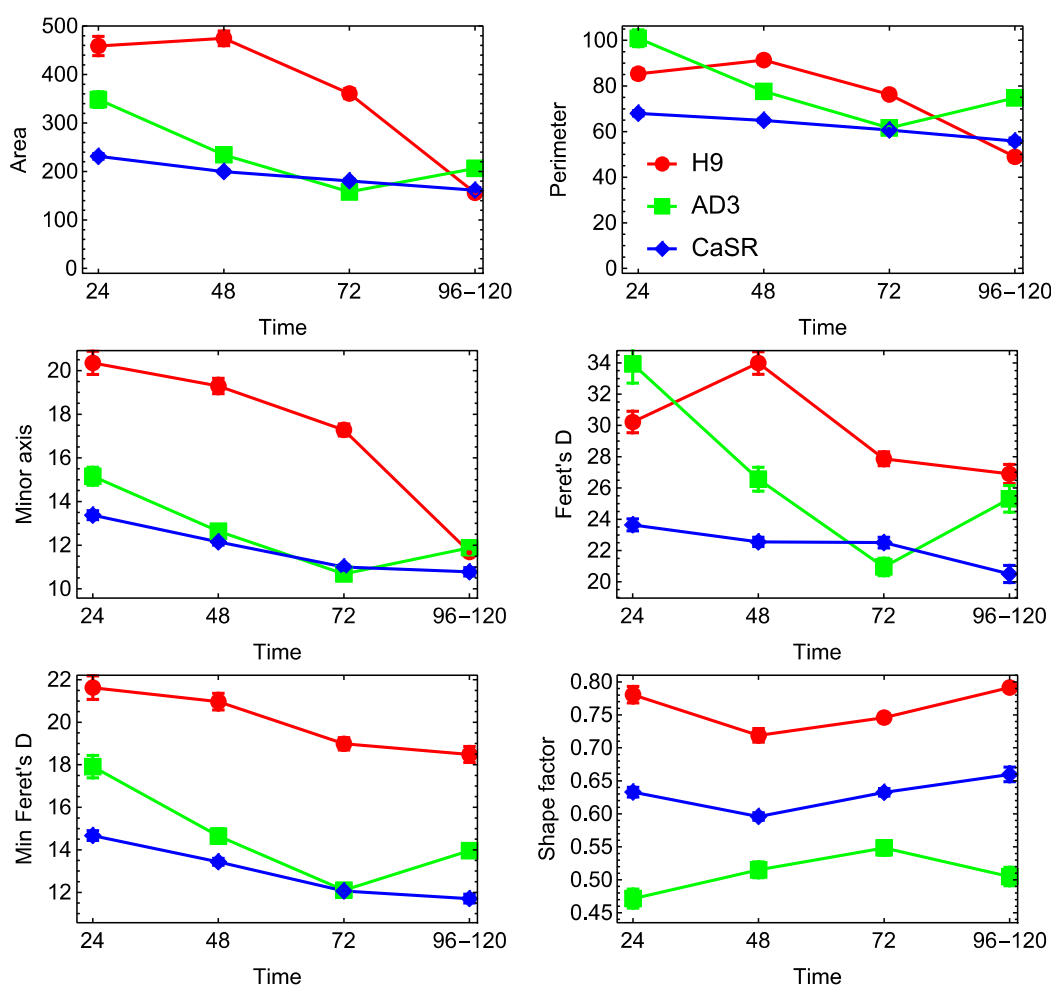 500
400
300
200
100
0
Area
24 48 72 96–120
Time
100
80
60
40
20
0
Perimeter
H9
AD3
CaSR
24 48 72 96–120
Time
20
18
16
14
12
10
Minor axis
24 48 72 96–120
Time
34
32
30
28
26
24
22
20
Feret's D
24 48 72 96–120
Time
22
20
18
16
14
12
Min Feret's D
24 48 72 96–120
Time
0.80
0.75
0.70
0.65
0.60
0.55
0.50
0.45
Shape factor
24 48 72 96–120
Time